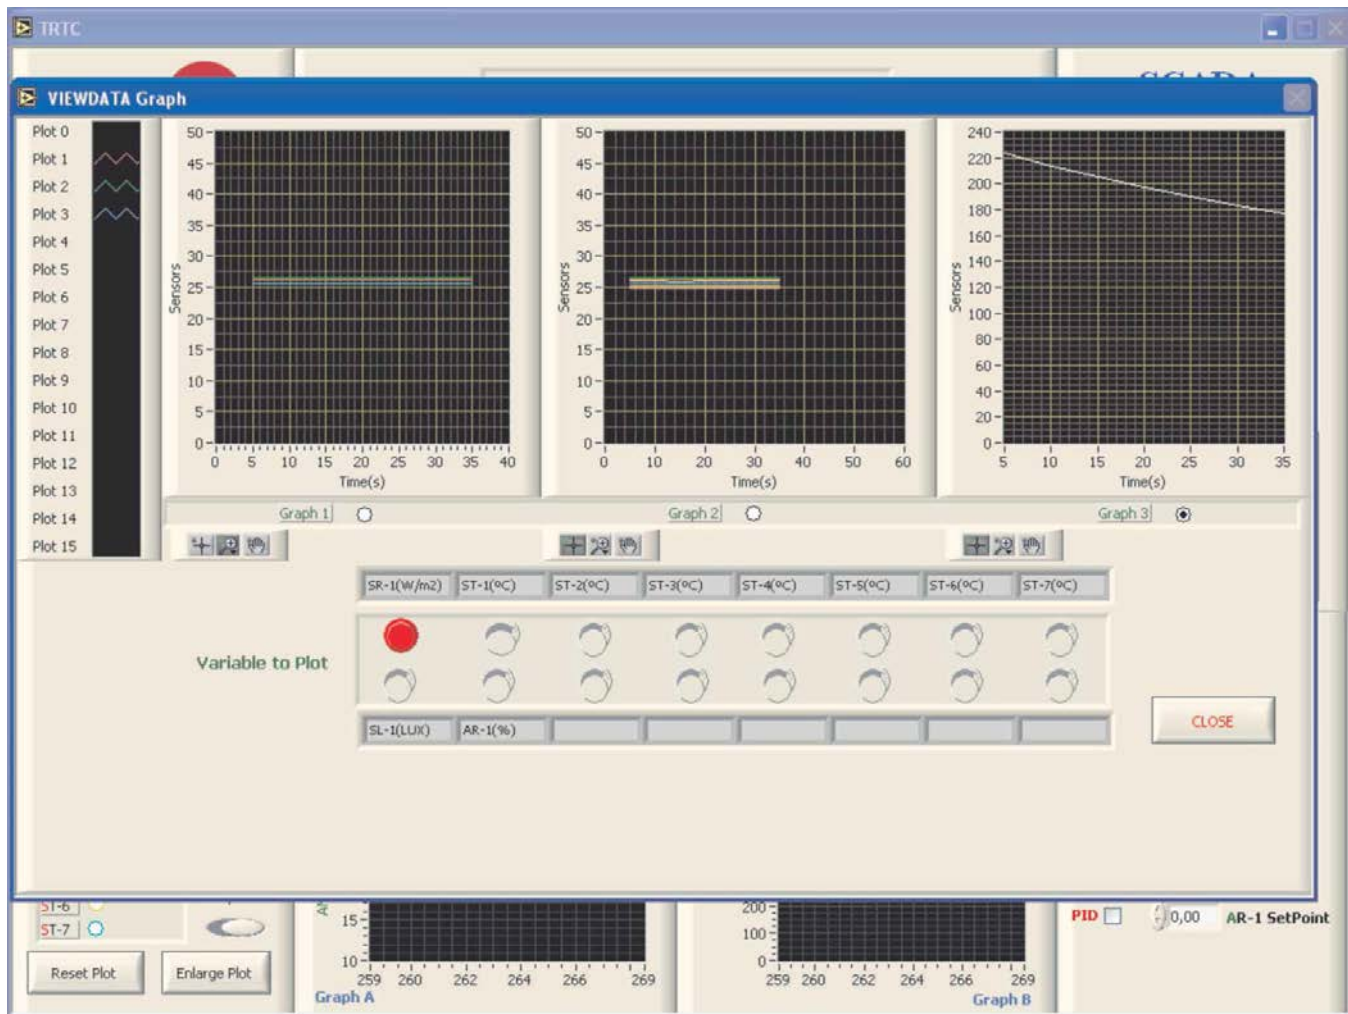 TRTC
VIEWDATA Graph
Plot 0
Plot 1
Plot 2
Plot 3
Plot 4
Plot 5
Plot 6
Plot 7
Plot 8
Plot 9
Plot 10
Plot 11
Plot 12
Plot 13
Plot 14
Plot 15
Sensors
50
45
40
35
30
25
20
15
10
5
0
0 5 10 15 20 25 30 35 40
Time(s)
Sensors
50
45
40
35
30
25
20
15
10
5
0
0 10 20 30 40 50 60
Time(s)
Sensors
240
220
200
180
160
140
120
100
80
60
40
20
0
5 10 15 20 25 30 35
Time(s)
Graph 1 Graph 2 Graph 3
SR-1(W/m2) ST-1(ºC) ST-2(ºC) ST-3(ºC) ST-4(ºC) ST-5(ºC) ST-6(ºC) ST-7(ºC)
Variable to Plot
SL-1(LUX) AR-1(%)
CLOSE
ST-6
ST-7
Reset Plot Enlarge Plot
15
10
259 260 262 264 266 269
Graph A
200
100
0
259 260 262 264 266 269
Graph B
PID 0,00 AR-1 SetPoint